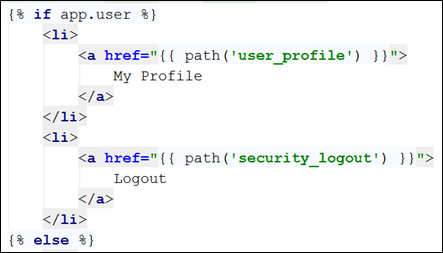 {% if app.user %}
<li>
<a href="{{ path('user_profile') }}">
My Profile
</a>
</li>
<li>
<a href="{{ path('security_logout') }}">
Logout
</a>
</li>
{% else %}